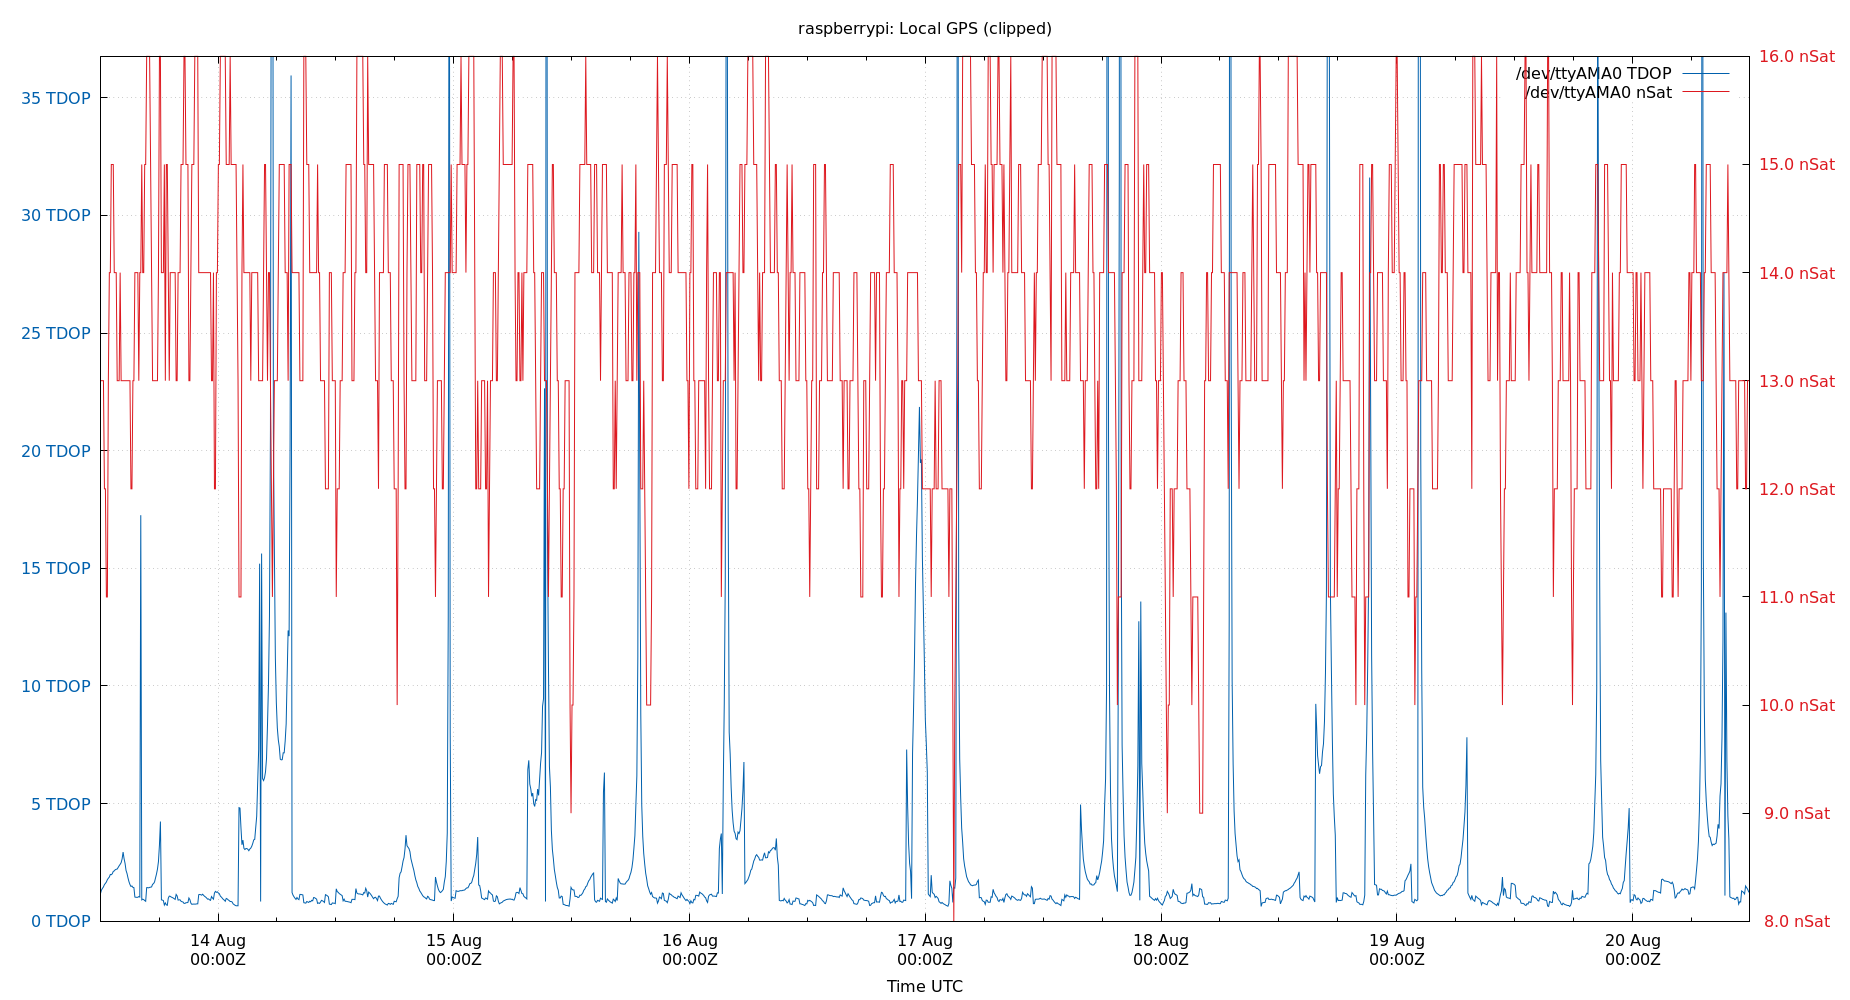 raspberrypi: Local GPS (clipped)
/dev/ttyAMA0 TDOP
/dev/ttyAMA0 nSat
35 TDOP
30 TDOP
25 TDOP
20 TDOP
15 TDOP
10 TDOP
5 TDOP
0 TDOP
16.0 nSat
15.0 nSat
14.0 nSat
13.0 nSat
12.0 nSat
11.0 nSat
10.0 nSat
9.0 nSat
8.0 nSat
14 Aug
00:00Z
15 Aug
00:00Z
16 Aug
00:00Z
17 Aug
00:00Z
18 Aug
00:00Z
19 Aug
00:00Z
20 Aug
00:00Z
Time UTC